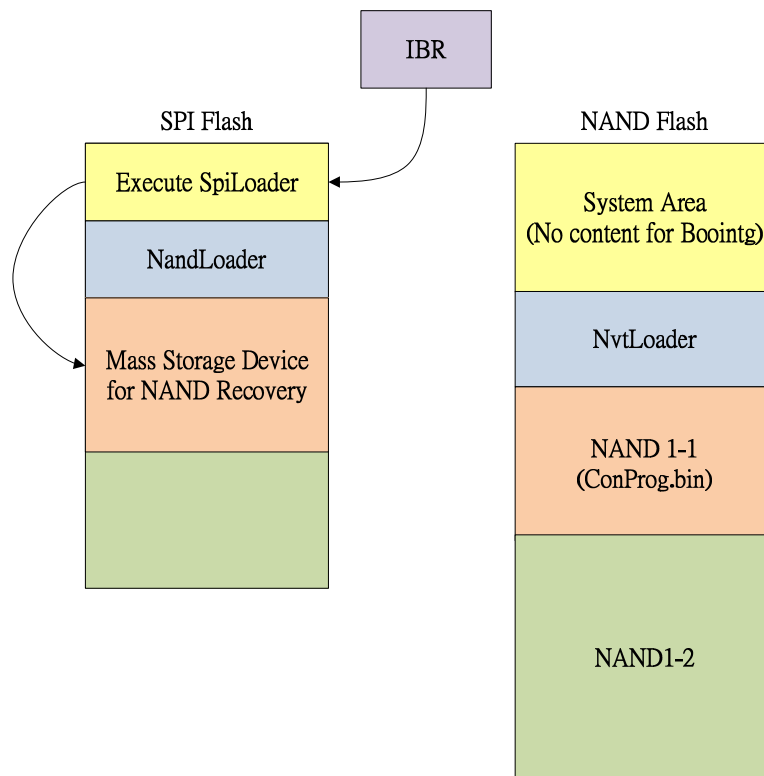 IBR
SPI Flash
Execute SpiLoader
NandLoader
Mass Storage Device
for NAND Recovery
NAND Flash
System Area
(No content for Boointg)
NvtLoader
NAND 1-1
(ConProg.bin)
NAND1-2